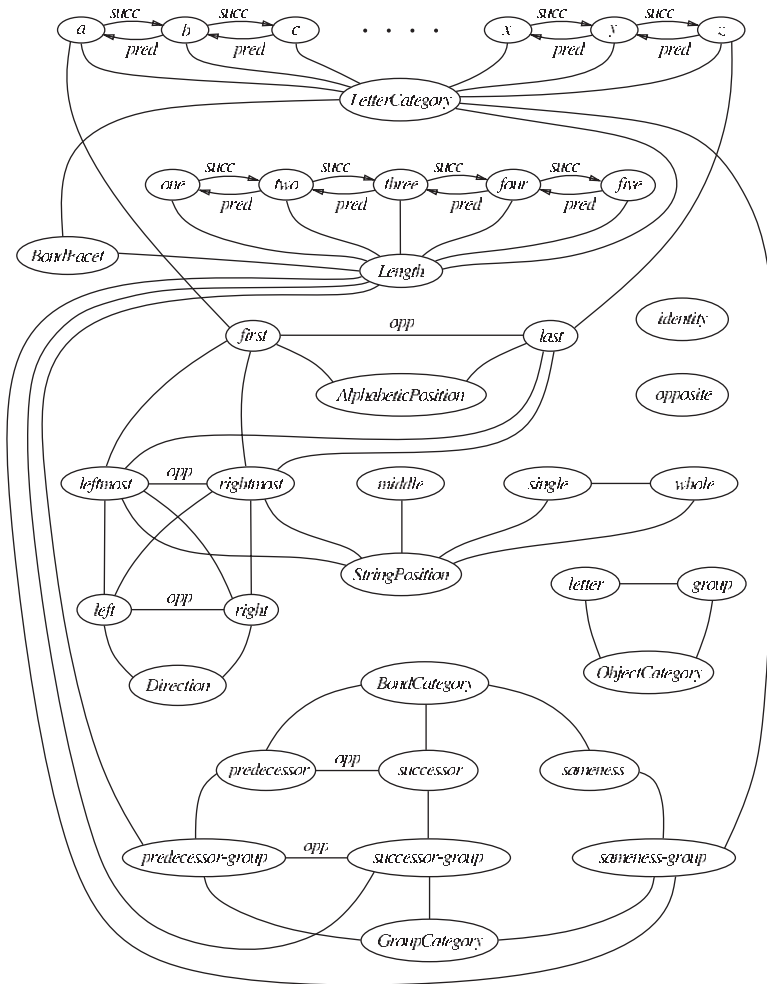 succ succ succ succ
a b c . . . . x y z
pred pred pred pred
LetterCategory
succ succ succ succ
one two three four five
pred pred pred pred
BondFacet
Length
opp
first last identity
AlphabeticPosition opposite
opp
leftmost rightmost middle single whole
StringPosition
letter group
opp
left right
ObjectCategory
Direction BondCategory
opp
predecessor successor sameness
opp
predecessor-group successor-group sameness-group
GroupCategory